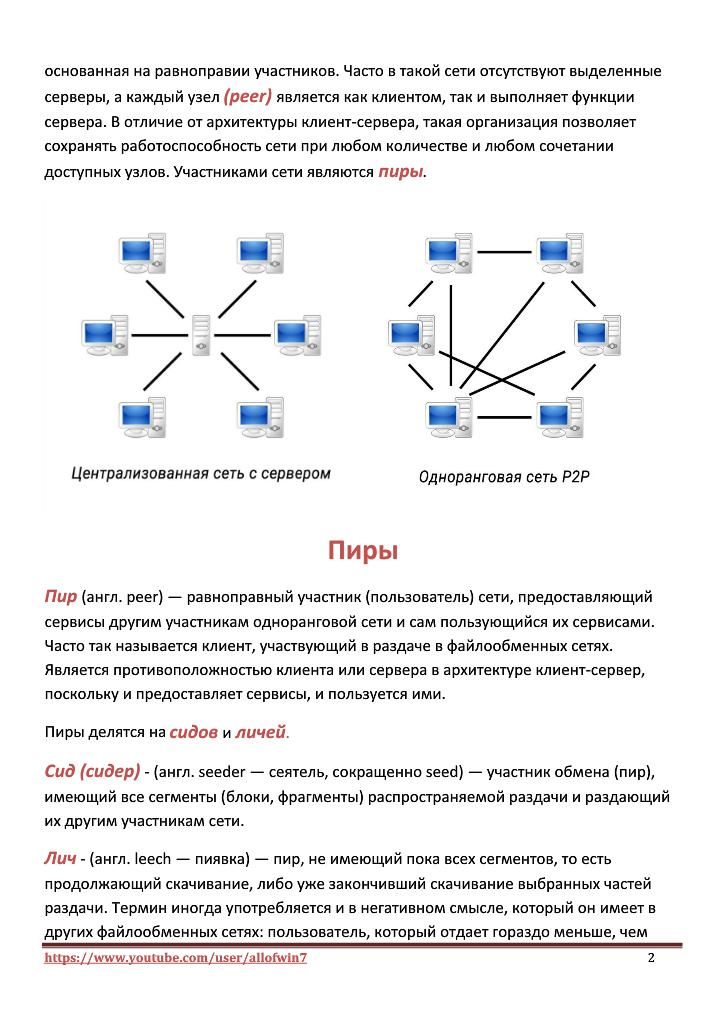 основанная на равноправии участников. Часто в такой сети отсутствуют выделенные
серверы, а каждый узел (peer) является как клиентом, так и выполняет функции
сервера. В отличие от архитектуры клиент-сервера, такая организация позволяет
сохранять работоспособность сети при любом количестве и любом сочетании
доступных узлов. Участниками сети являются пиры.
Централизованная сеть с сервером
Одноранговая сеть P2P
Пиры
Пир (англ. peer) — равноправный участник (пользователь) сети, предоставляющий
сервисы другим участникам одноранговой сети и сам пользующийся их сервисами.
Часто так называется клиент, участвующий в раздаче в файлообменных сетях.
Является противоположностью клиента или сервера в архитектуре клиент-сервер,
поскольку и предоставляет сервисы, и пользуется ими.
Пиры делятся на сидов и личей.
Сид (сидер) - (англ. seeder — сеятель, сокращенно seed) — участник обмена (пир),
имеющий все сегменты (блоки, фрагменты) распространяемой раздачи и раздающий
их другим участникам сети.
Лич - (англ. leech — пиявка) — пир, не имеющий пока всех сегментов, то есть
продолжающий скачивание, либо уже закончивший скачивание выбранных частей
раздачи. Термин иногда употребляется и в негативном смысле, который он имеет в
других файлообменных сетях: пользователь, который отдает гораздо меньше, чем
https://www.youtube.com/user/allofwin7 2